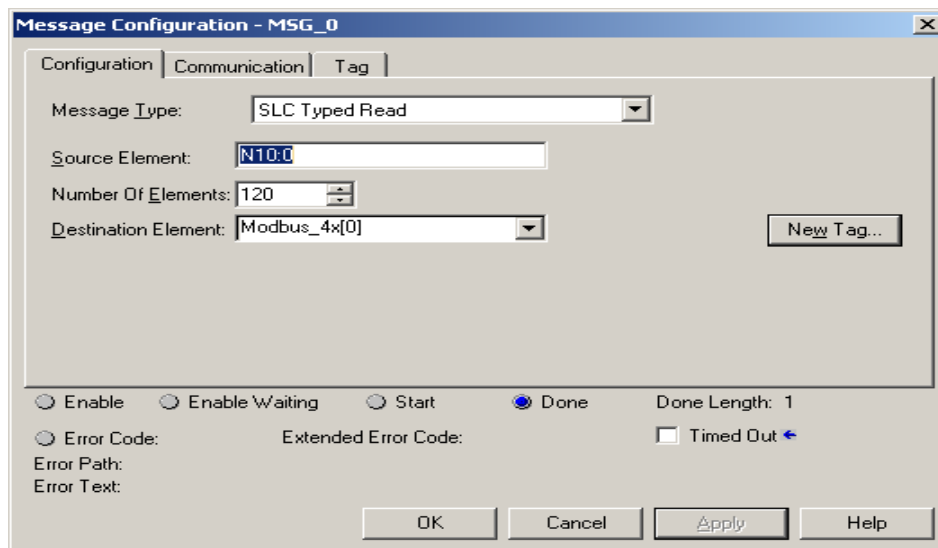 Message Configuration - MSG_0
Configuration Communication Tag
Message Type: SLC Typed Read
Source Element: N10:0
Number Of Elements: 120
Destination Element: Modbus_4x[0] New Tag...
Enable Enable Waiting Start Done Done Length: 1
Error Code: Extended Error Code: Timed Out
Error Path:
Error Text:
OK Cancel Apply Help